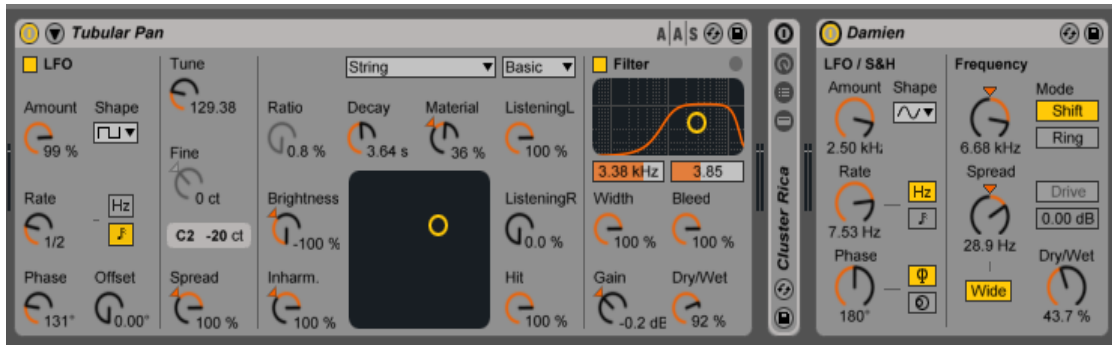 Tubular Pan
A|A|S
LFO
Amount
99 %
Shape
Rate
1/2
Hz
Phase
131°
Offset
0.00°
Tune
129.38
Fine
0 ct
C2 -20 ct
Spread
100 %
String
Basic
Ratio
0.8 %
Decay
3.64 s
Material
36 %
ListeningL
100 %
Brightness
-100 %
Inharm.
100 %
ListeningR
0.0 %
Hit
100 %
Filter
3.38 kHz
3.85
Width
100 %
Bleed
100 %
Gain
-0.2 dB
Dry/Wet
92 %
Cluster Rica
Damien
LFO / S&H
Amount
2.50 kHz
Shape
Rate
7.53 Hz
Hz
Phase
180°
Φ
Frequency
6.68 kHz
Mode
Shift
Ring
Spread
28.9 Hz
Wide
Drive
0.00 dB
Dry/Wet
43.7 %